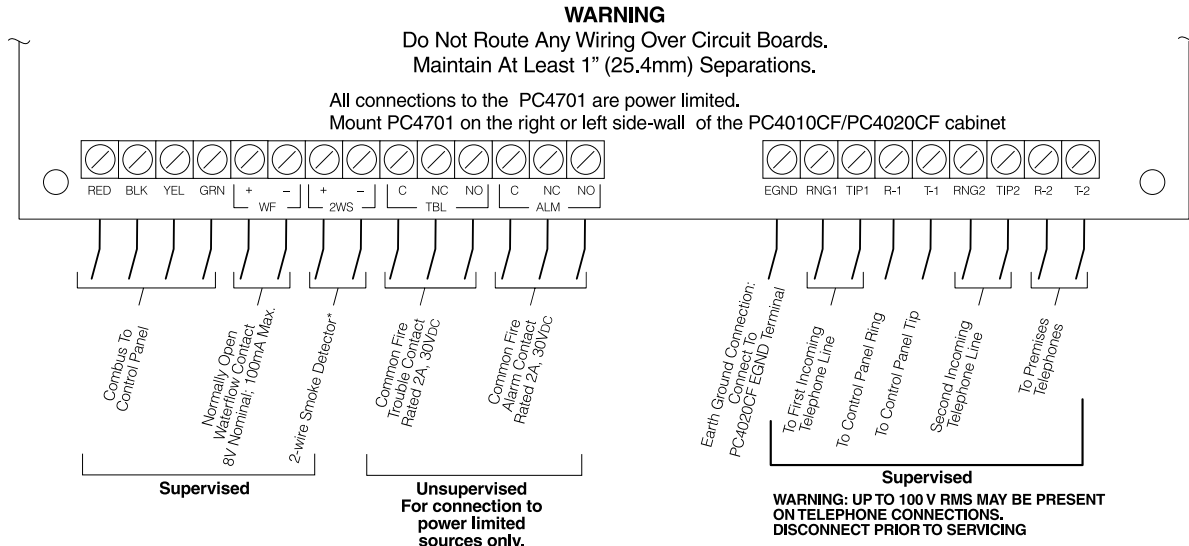 WARNING
Do Not Route Any Wiring Over Circuit Boards.
Maintain At Least 1” (25.4mm) Separations.
All connections to the PC4701 are power limited.
Mount PC4701 on the right or left side-wall of the PC4010CF/PC4020CF cabinet
RED BLK YEL GRN + - + - C NC NO C NC NO
WF 2WS TBL ALM
EGND RNG1 TIP1 R-1 T-1 RNG2 TIP2 R-2 T-2
Combus To
Control Panel
Normally Open
Waterflow Contact
8V Nominal; 100mA Max.
2-wire Smoke Detector*
Common Fire
Trouble Contact
Rated 2A, 30VDC
Common Fire
Alarm Contact
Rated 2A, 30VDC
Earth Ground Connection:
Connect To
PC4020CF EGND Terminal
To First Incoming
Telephone Line
To Control Panel Ring
To Control Panel Tip
Second Incoming
Telephone Line
To Premises
Telephones
Supervised
Unsupervised
For connection to
power limited
sources only.
Supervised
WARNING: UP TO 100 V RMS MAY BE PRESENT
ON TELEPHONE CONNECTIONS.
DISCONNECT PRIOR TO SERVICING